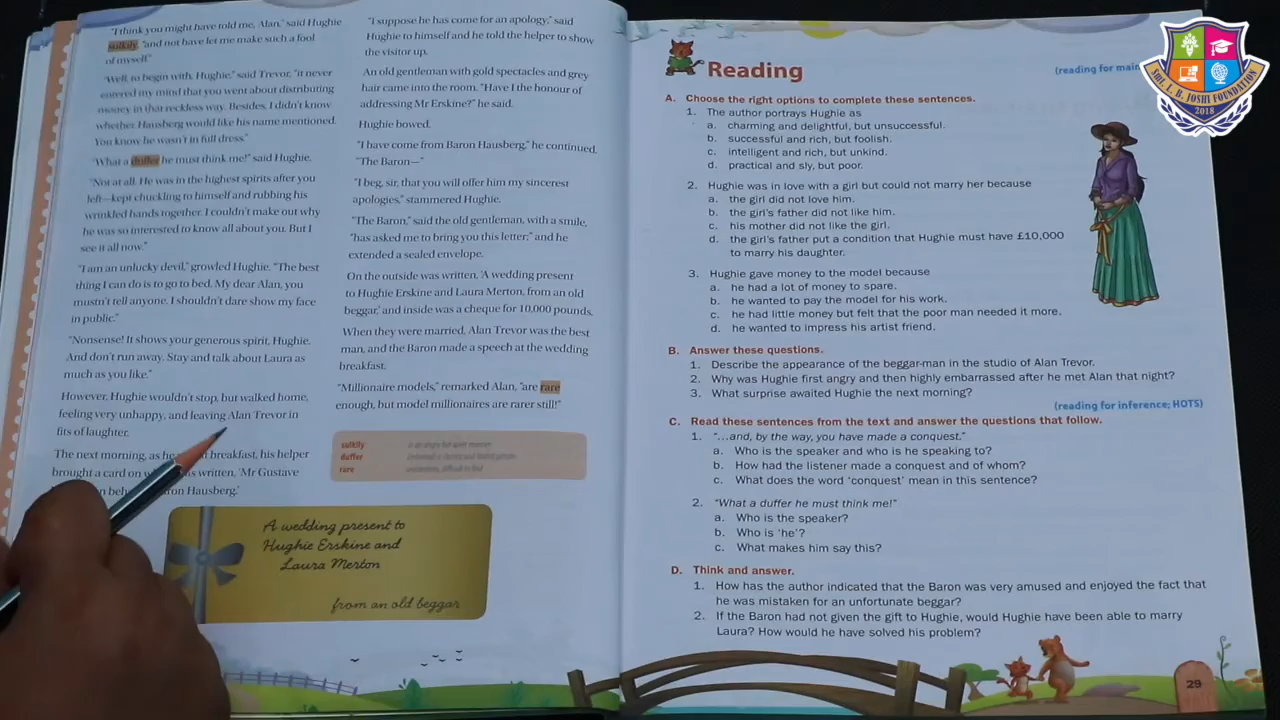 "I think you might have told me, Alan," said Hughie
sulkily, "and not have let me make such a fool
of myself."
"Well, to begin with, Hughie," said Trevor, "it never
entered my mind that you went about distributing
money in that reckless way. Besides, I didn't know
whether Hausberg would like his name mentioned.
You know he wasn't in full dress."
"What a duffer he must think me!" said Hughie.
"Not at all. He was in the highest spirits after you
left—kept chuckling to himself and rubbing his
wrinkled hands together. I couldn't make out why
he was so interested to know all about you. But I
see it all now."
"I am an unlucky devil," growled Hughie. "The best
thing I can do is to go to bed. My dear Alan, you
mustn't tell anyone. I shouldn't dare show my face
in public."
"Nonsense! It shows your generous spirit, Hughie.
And don't run away. Stay and talk about Laura as
much as you like."
However, Hughie wouldn't stop, but walked home,
feeling very unhappy, and leaving Alan Trevor in
fits of laughter.
The next morning, as he breakfast, his helper
brought a card on written, 'Mr Gustave
on Hausberg.'
A wedding present to
Hughie Erskine and
Laura Merton
from an old beggar
"I suppose he has come for an apology," said
Hughie to himself and he told the helper to show
the visitor up.
An old gentleman with gold spectacles and grey
hair came into the room. "Have I the honour of
addressing Mr Erskine?" he said.
Hughie bowed.
"I have come from Baron Hausberg," he continued.
"The Baron—"
"I beg, sir, that you will offer him my sincerest
apologies," stammered Hughie.
"The Baron," said the old gentleman, with a smile,
"has asked me to bring you this letter;" and he
extended a sealed envelope.
On the outside was written, 'A wedding present
to Hughie Erskine and Laura Merton, from an old
beggar,' and inside was a cheque for 10,000 pounds.
When they were married, Alan Trevor was the best
man, and the Baron made a speech at the wedding
breakfast.
"Millionaire models," remarked Alan, "are rare
enough, but model millionaires are rarer still!"
sulkily
duffer
rare
Reading
(reading for main
A. Choose the right options to complete these sentences.
1. The author portrays Hughie as
a. charming and delightful, but unsuccessful.
b. successful and rich, but foolish.
c. intelligent and rich, but unkind.
d. practical and sly, but poor.
2. Hughie was in love with a girl but could not marry her because
a. the girl did not love him.
b. the girl's father did not like him.
c. his mother did not like the girl.
d. the girl's father put a condition that Hughie must have £10,000
to marry his daughter.
3. Hughie gave money to the model because
a. he had a lot of money to spare.
b. he wanted to pay the model for his work.
c. he had little money but felt that the poor man needed it more.
d. he wanted to impress his artist friend.
B. Answer these questions.
1. Describe the appearance of the beggar-man in the studio of Alan Trevor.
2. Why was Hughie first angry and then highly embarrassed after he met Alan that night?
3. What surprise awaited Hughie the next morning?
(reading for inference; HOTS)
C. Read these sentences from the text and answer the questions that follow.
1. "...and, by the way, you have made a conquest."
a. Who is the speaker and who is he speaking to?
b. How had the listener made a conquest and of whom?
c. What does the word 'conquest' mean in this sentence?
2. "What a duffer he must think me!"
a. Who is the speaker?
b. Who is 'he'?
c. What makes him say this?
D. Think and answer.
1. How has the author indicated that the Baron was very amused and enjoyed the fact that
he was mistaken for an unfortunate beggar?
2. If the Baron had not given the gift to Hughie, would Hughie have been able to marry
Laura? How would he have solved his problem?
29
SHL. L. B. JOSHI FOUNDATION
2018